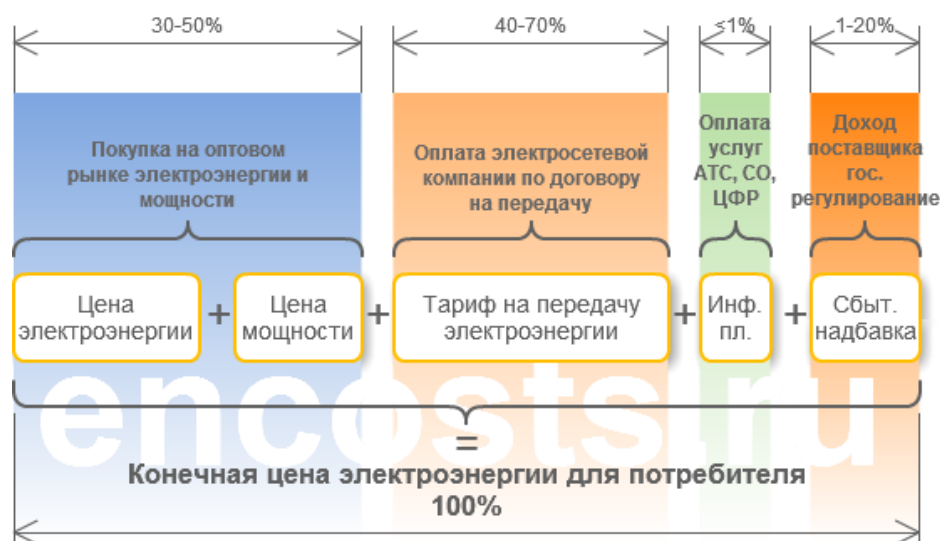 30-50%
40-70%
≤1%
1-20%
Покупка на оптовом
рынке электроэнергии и
мощности
Оплата электросетевой
компании по договору
на передачу
Оплата
услуг
АТС, СО,
ЦФР
Доход
поставщика
гос.
регулирование
Цена
электроэнергии
+
Цена
мощности
+
Тариф на передачу
электроэнергии
+
Инф.
пл.
+
Сбыт.
надбавка
encosts.ru
=
Конечная цена электроэнергии для потребителя
100%